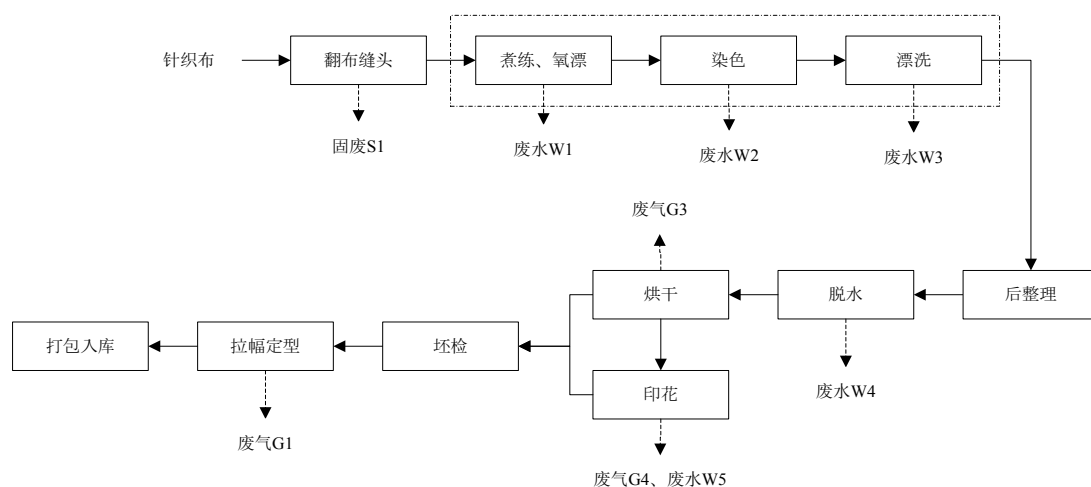 针织布
翻布缝头
煮练、氧漂
染色
漂洗
固废S1
废水W1
废水W2
废水W3
废气G3
烘干
脱水
后整理
打包入库
拉幅定型
坯检
印花
废水W4
废气G1
废气G4、废水W5